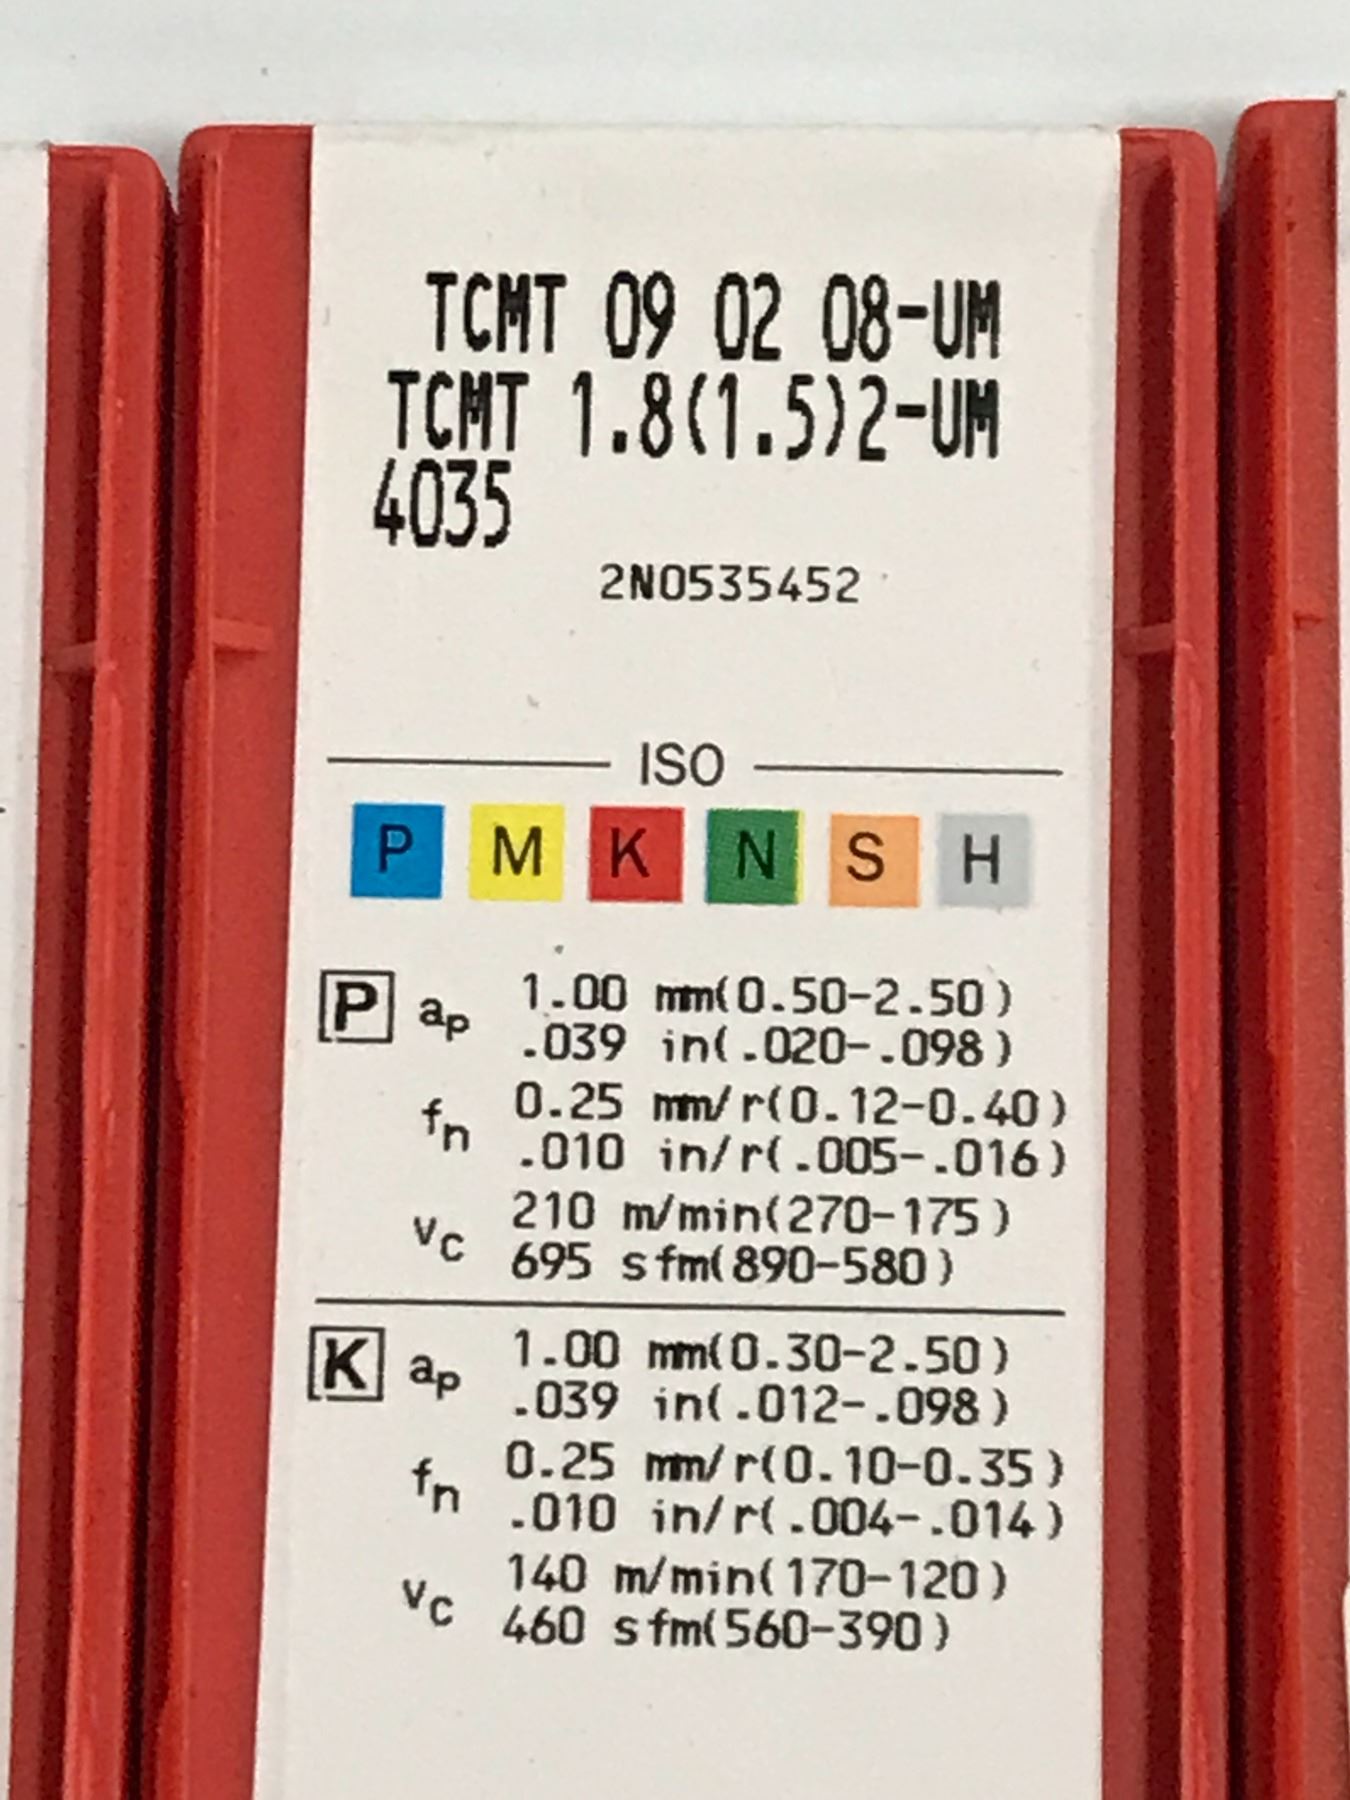 TCMT 09 02 08-UM
TCMT 1.8(1.5)2-UM
4035
2N0535452
ISO
P M K N S H
P ap 1.00 mm(0.50-2.50)
.039 in(.020-.098)
fn 0.25 mm/r(0.12-0.40)
.010 in/r(.005-.016)
vc 210 m/min(270-175)
695 sfm(890-580)
K ap 1.00 mm(0.30-2.50)
.039 in(.012-.098)
fn 0.25 mm/r(0.10-0.35)
.010 in/r(.004-.014)
vc 140 m/min(170-120)
460 sfm(560-390)